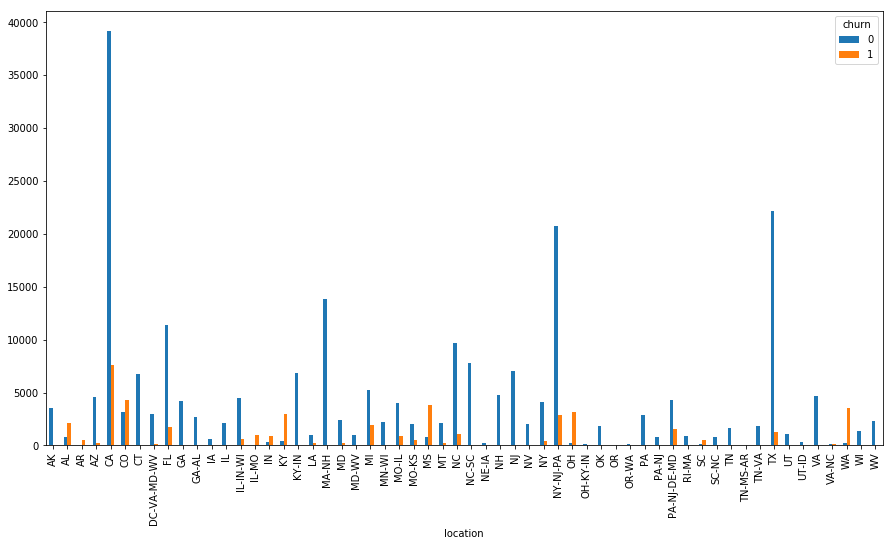 churn
0
1
40000
35000
30000
25000
20000
15000
10000
5000
0
AK
AL
AR
AZ
CA
CO
CT
DC-VA-MD-WV
FL
GA
GA-AL
IA
IL
IL-IN-WI
IL-MO
IN
KY
KY-IN
LA
MA-NH
MD
MD-WV
MI
MN-WI
MO-IL
MO-KS
MS
MT
NC
NC-SC
NE-IA
NH
NJ
NV
NY
NY-NJ-PA
OH
OH-KY-IN
OK
OR
OR-WA
PA
PA-NJ
PA-NJ-DE-MD
RI-MA
SC
SC-NC
TN
TN-MS-AR
TN-VA
TX
UT
UT-ID
VA
VA-NC
WA
WI
WV
location